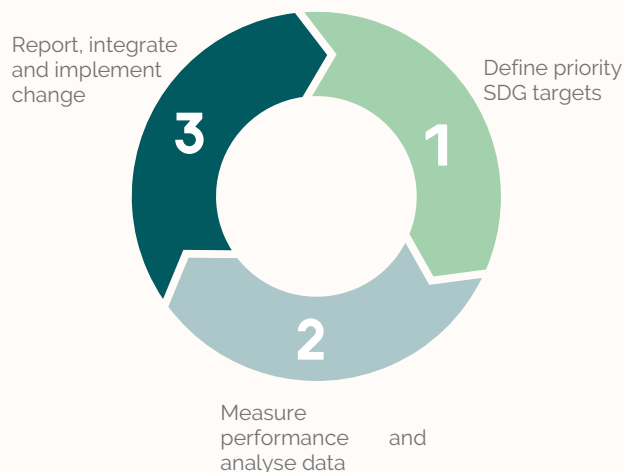 Report, integrate
and implement
change
3
1
Define priority
SDG targets
2
Measure
performance and
analyse data